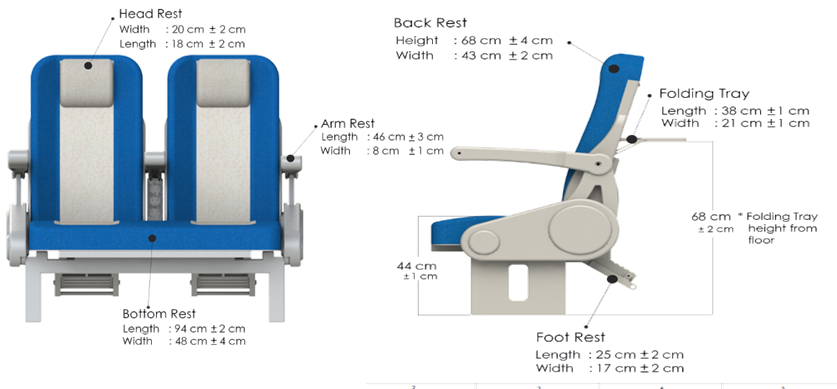 Head Rest
Width : 20 cm ± 2 cm
Length : 18 cm ± 2 cm
Back Rest
Height : 68 cm ± 4 cm
Width : 43 cm ± 2 cm
Folding Tray
Length : 38 cm ± 1 cm
Width : 21 cm ± 1 cm
Arm Rest
Length : 46 cm ± 3 cm
Width : 8 cm ± 1 cm
68 cm * Folding Tray
± 2 cm height from
floor
44 cm
± 1 cm
Bottom Rest
Length : 94 cm ± 2 cm
Width : 48 cm ± 4 cm
Foot Rest
Length : 25 cm ± 2 cm
Width : 17 cm ± 2 cm